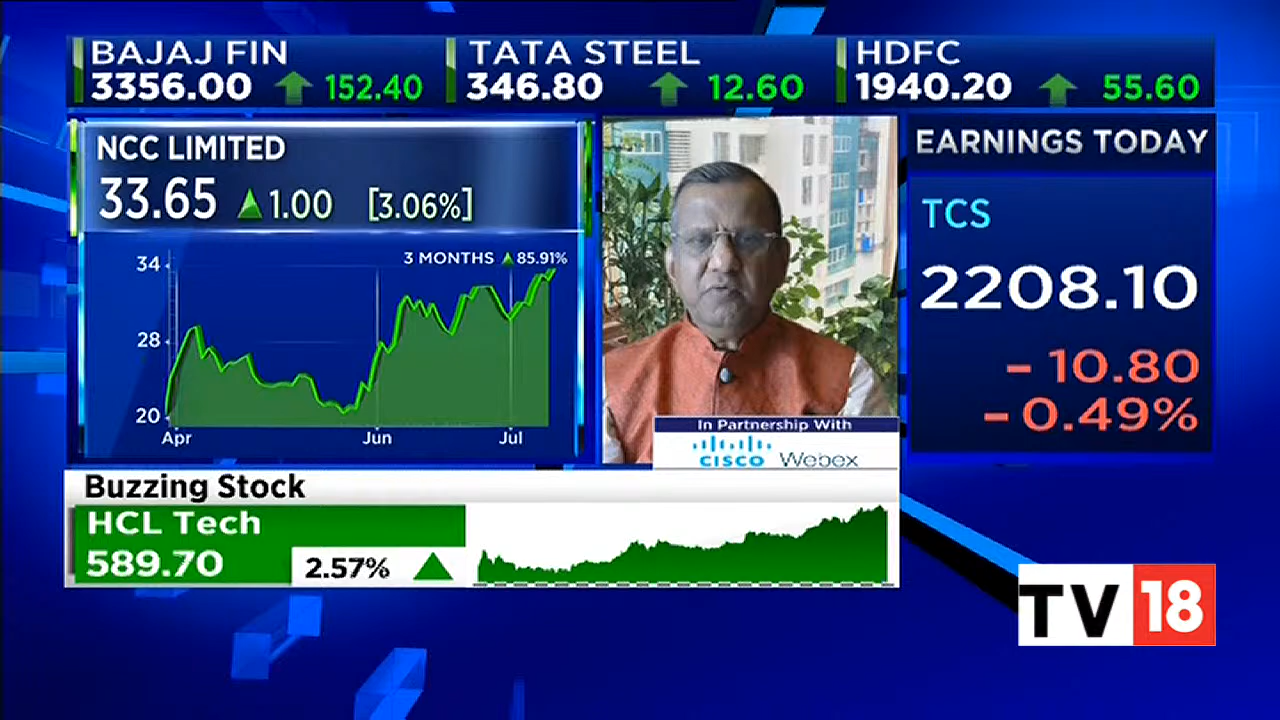 BAJAJ FIN
3356.00 152.40
TATA STEEL
346.80 12.60
HDFC
1940.20 55.60
NCC LIMITED
33.65 1.00 [3.06%]
3 MONTHS 85.91%
34
28
20
Apr Jun Jul
In Partnership With
CISCO Webex
EARNINGS TODAY
TCS
2208.10
- 10.80
- 0.49%
Buzzing Stock
HCL Tech
589.70 2.57%
TV 18